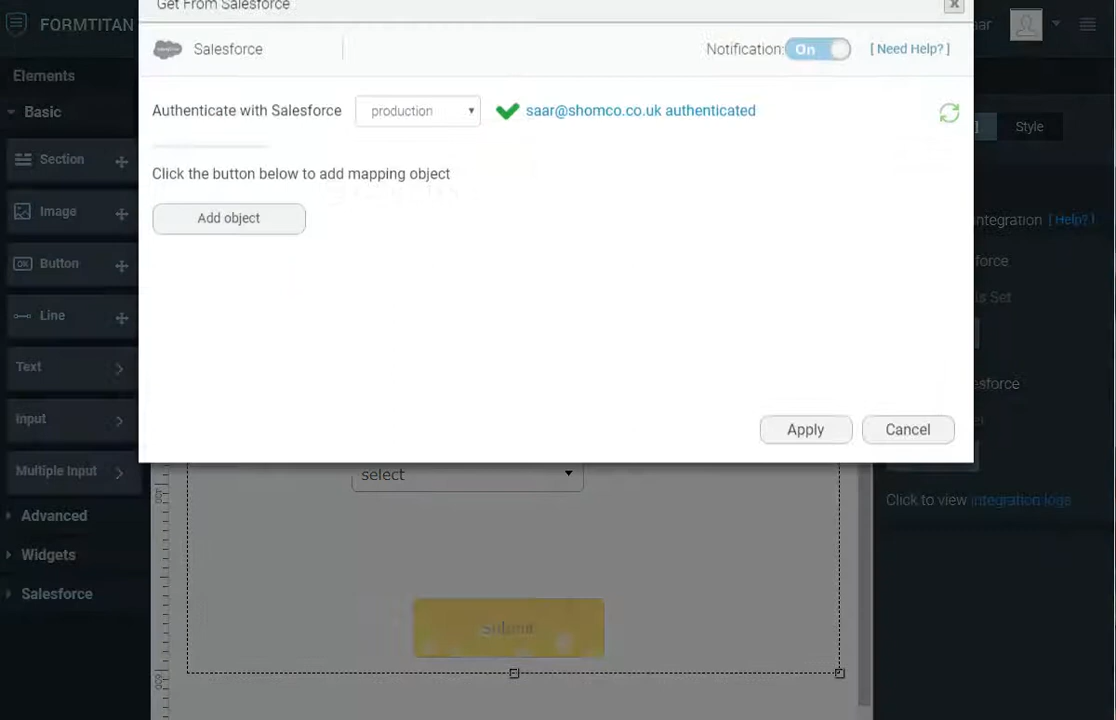 Get From Salesforce
FORMTITAN
Salesforce
Notification: On
[ Need Help? ]
Elements
Basic
Authenticate with Salesforce
production
saar@shomco.co.uk authenticated
Style
Section
Click the button below to add mapping object
Image
Add object
[ Help? ]
Button
Line
Text
Input
Apply
Cancel
Multiple Input
select
Click to view integration logs
Advanced
Widgets
Salesforce
Submit